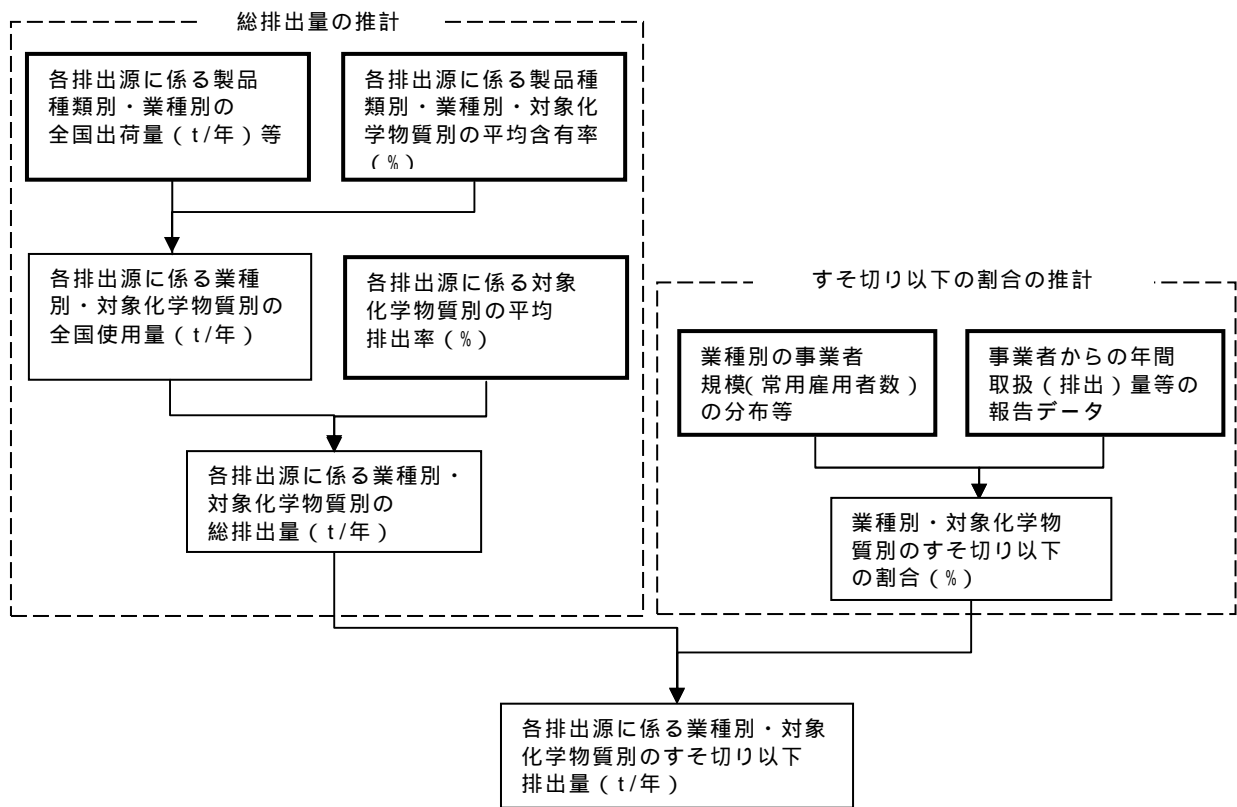 総排出量の推計
各排出源に係る製品
種類別・業種別の
全国出荷量（t/年）等
各排出源に係る製品種
類別・業種別・対象化
学物質別の平均含有率
（%）
各排出源に係る業種
別・対象化学物質別の
全国使用量（t/年）
各排出源に係る対象
化学物質別の平均
排出率（%）
各排出源に係る業種別・
対象化学物質別の
総排出量（t/年）
すそ切り以下の割合の推計
業種別の事業者
規模（常用雇用者数）
の分布等
事業者からの年間
取扱（排出）量等の
報告データ
業種別・対象化学物
質別のすそ切り以下
の割合（%）
各排出源に係る業種別・対象
化学物質別のすそ切り以下
排出量（t/年）